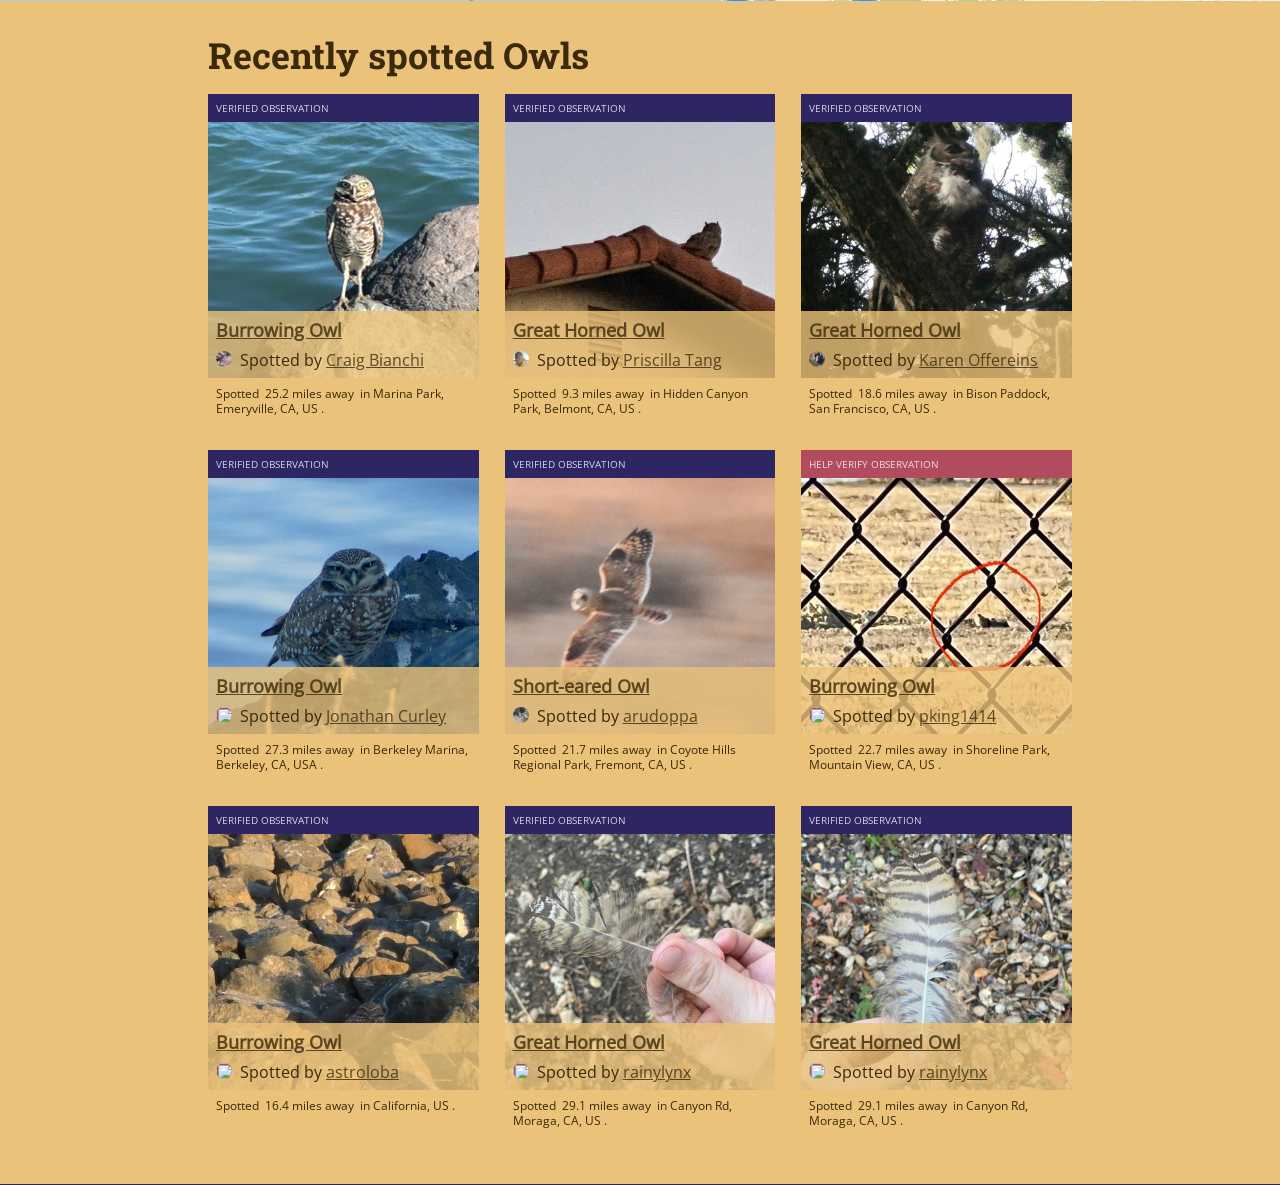 Recently spotted Owls
VERIFIED OBSERVATION
Burrowing Owl
Spotted by Craig Bianchi
Spotted 25.2 miles away in Marina Park,
Emeryville, CA, US .
VERIFIED OBSERVATION
Great Horned Owl
Spotted by Priscilla Tang
Spotted 9.3 miles away in Hidden Canyon
Park, Belmont, CA, US .
VERIFIED OBSERVATION
Great Horned Owl
Spotted by Karen Offereins
Spotted 18.6 miles away in Bison Paddock,
San Francisco, CA, US .
VERIFIED OBSERVATION
Burrowing Owl
Spotted by Jonathan Curley
Spotted 27.3 miles away in Berkeley Marina,
Berkeley, CA, USA .
VERIFIED OBSERVATION
Short-eared Owl
Spotted by arudoppa
Spotted 21.7 miles away in Coyote Hills
Regional Park, Fremont, CA, US .
HELP VERIFY OBSERVATION
Burrowing Owl
Spotted by pking1414
Spotted 22.7 miles away in Shoreline Park,
Mountain View, CA, US .
VERIFIED OBSERVATION
Burrowing Owl
Spotted by astroloba
Spotted 16.4 miles away in California, US .
VERIFIED OBSERVATION
Great Horned Owl
Spotted by rainylynx
Spotted 29.1 miles away in Canyon Rd,
Moraga, CA, US .
VERIFIED OBSERVATION
Great Horned Owl
Spotted by rainylynx
Spotted 29.1 miles away in Canyon Rd,
Moraga, CA, US .